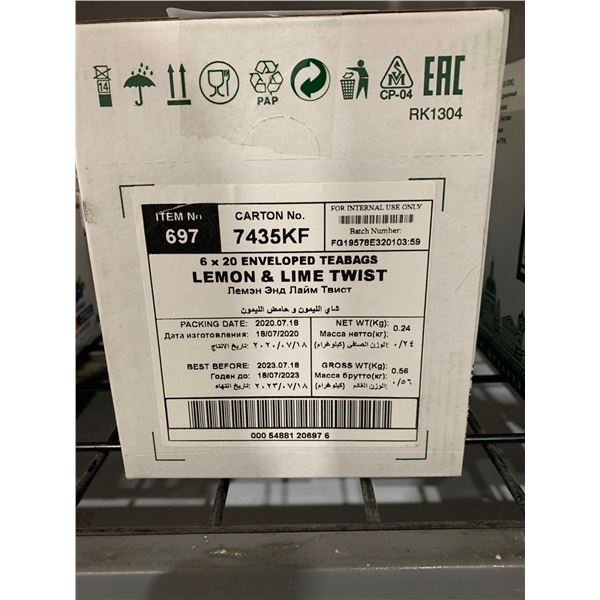 14
PAP
CP-04
EAC
RK1304
ITEM No
697
CARTON No.
7435KF
FOR INTERNAL USE ONLY
Batch Number:
FG19578E320103:59
6 x 20 ENVELOPED TEABAGS
LEMON & LIME TWIST
Лемэн Энд Лайм Твист
شاي الليمون و حامض الليمون
PACKING DATE: 2020.07.18
Дата изготовления: 18/07/2020
تاريخ الانتاج: ٢٠٢٠/٠٧/١٨
NET WT(Kg): 0.24
Масса нетто(кг):
الوزن الصافي (كيلوغرام): ٠/٢٤
BEST BEFORE: 2023.07.18
Годен до: 18/07/2023
تاريخ انتهاء: ٢٠٢٣/٠٧/١٨
GROSS WT(Kg): 0.56
Масса брутто(кг):
الوزن القائم (كيلوغرام): ٠/٥٦
000 54881 20697 6